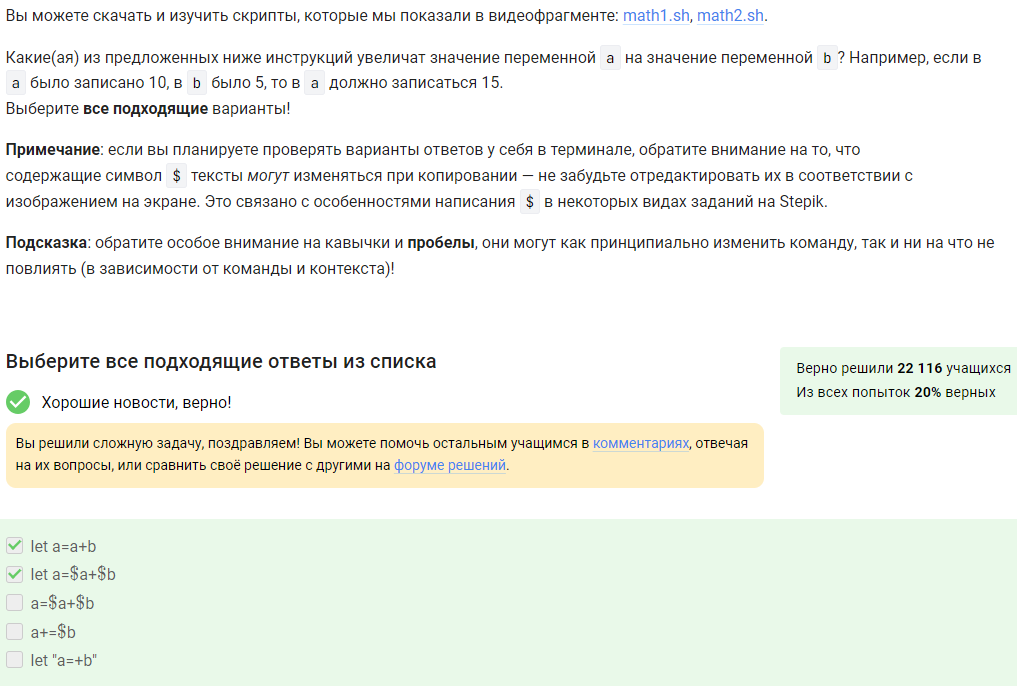 Вы можете скачать и изучить скрипты, которые мы показали в видеофрагменте: math1.sh, math2.sh.
Какие(ая) из предложенных ниже инструкций увеличат значение переменной a на значение переменной b? Например, если в
a было записано 10, в b было 5, то в a должно записаться 15.
Выберите все подходящие варианты!
Примечание: если вы планируете проверять варианты ответов у себя в терминале, обратите внимание на то, что
содержащие символ $ тексты могут изменяться при копировании — не забудьте отредактировать их в соответствии с
изображением на экране. Это связано с особенностями написания $ в некоторых видах заданий на Stepik.
Подсказка: обратите особое внимание на кавычки и пробелы, они могут как принципиально изменить команду, так и ни на что не
повлиять (в зависимости от команды и контекста)!
Выберите все подходящие ответы из списка
Верно решили 22 116 учащихся
Из всех попыток 20% верных
Хорошие новости, верно!
Вы решили сложную задачу, поздравляем! Вы можете помочь остальным учащимся в комментариях, отвечая
на их вопросы, или сравнить своё решение с другими на форуме решений.
let a=a+b
let a=$a+$b
a=$a+$b
a+=$b
let "a=+b"